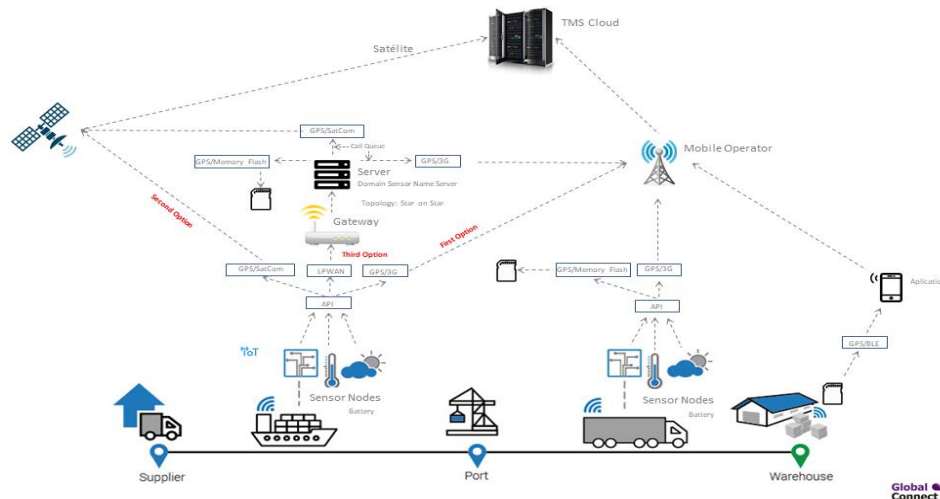 TMS Cloud
Satélite
GPS/SatCom
Call Queue
GPS/Memory Flash
GPS/3G
Mobile Operator
Server
Domain Sensor Name Server
Topology: Star on Star
Second Option
Gateway
First Option
Third Option
GPS/SatCom
LPWAN
GPS/3G
GPS/Memory Flash
GPS/3G
Aplication
API
API
GPS/BLE
IoT
Sensor Nodes
Battery
Sensor Nodes
Battery
Supplier
Port
Warehouse
Global
Connect